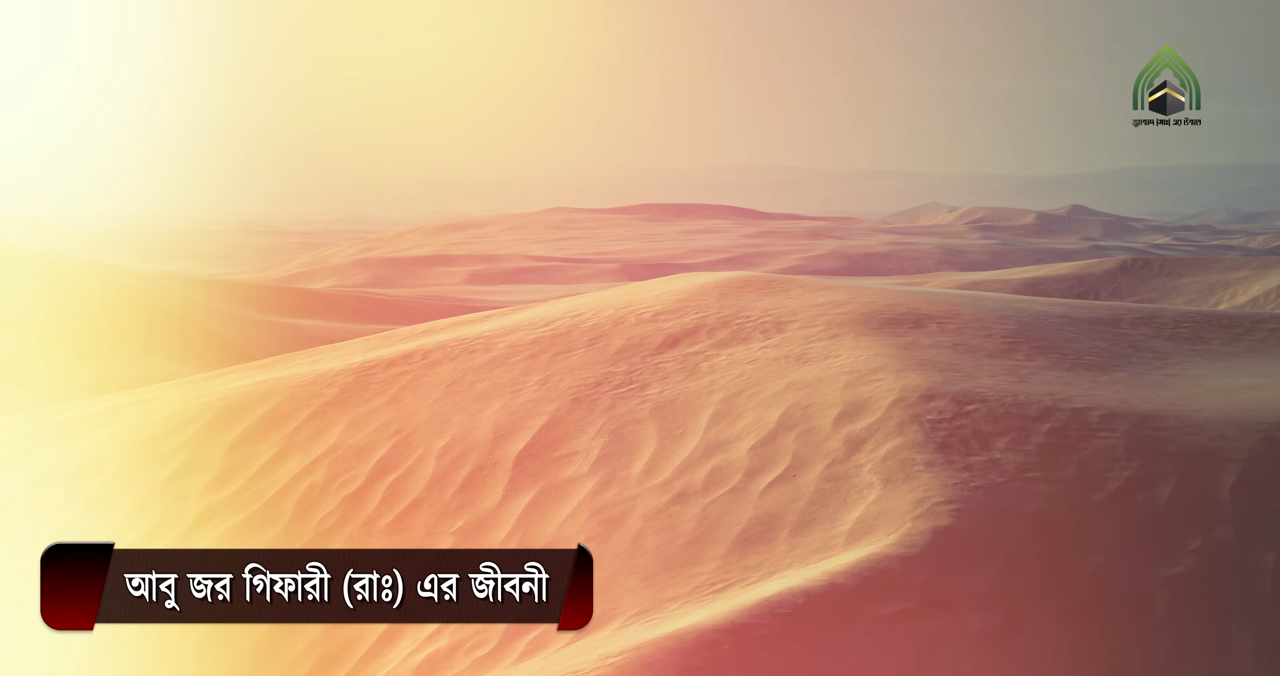 আবু জর গিফারী (রাঃ) এর জীবনী